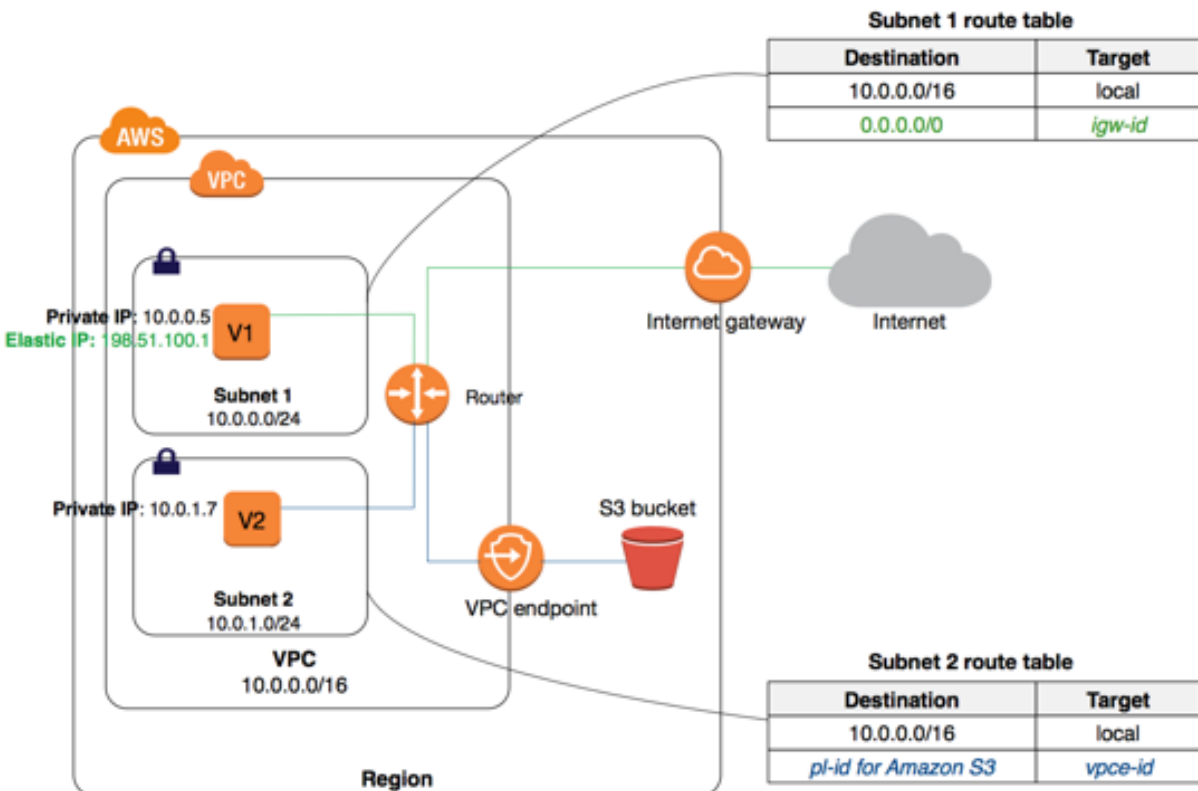 Subnet 1 route table
Destination Target
10.0.0.0/16 local
0.0.0.0/0 igw-id
AWS
VPC
Private IP: 10.0.0.5
Elastic IP: 198.51.100.1
V1
Subnet 1
10.0.0.0/24
Router
Internet gateway
Internet
Private IP: 10.0.1.7
V2
Subnet 2
10.0.1.0/24
S3 bucket
VPC endpoint
VPC
10.0.0.0/16
Region
Subnet 2 route table
Destination Target
10.0.0.0/16 local
pl-id for Amazon S3 vpce-id